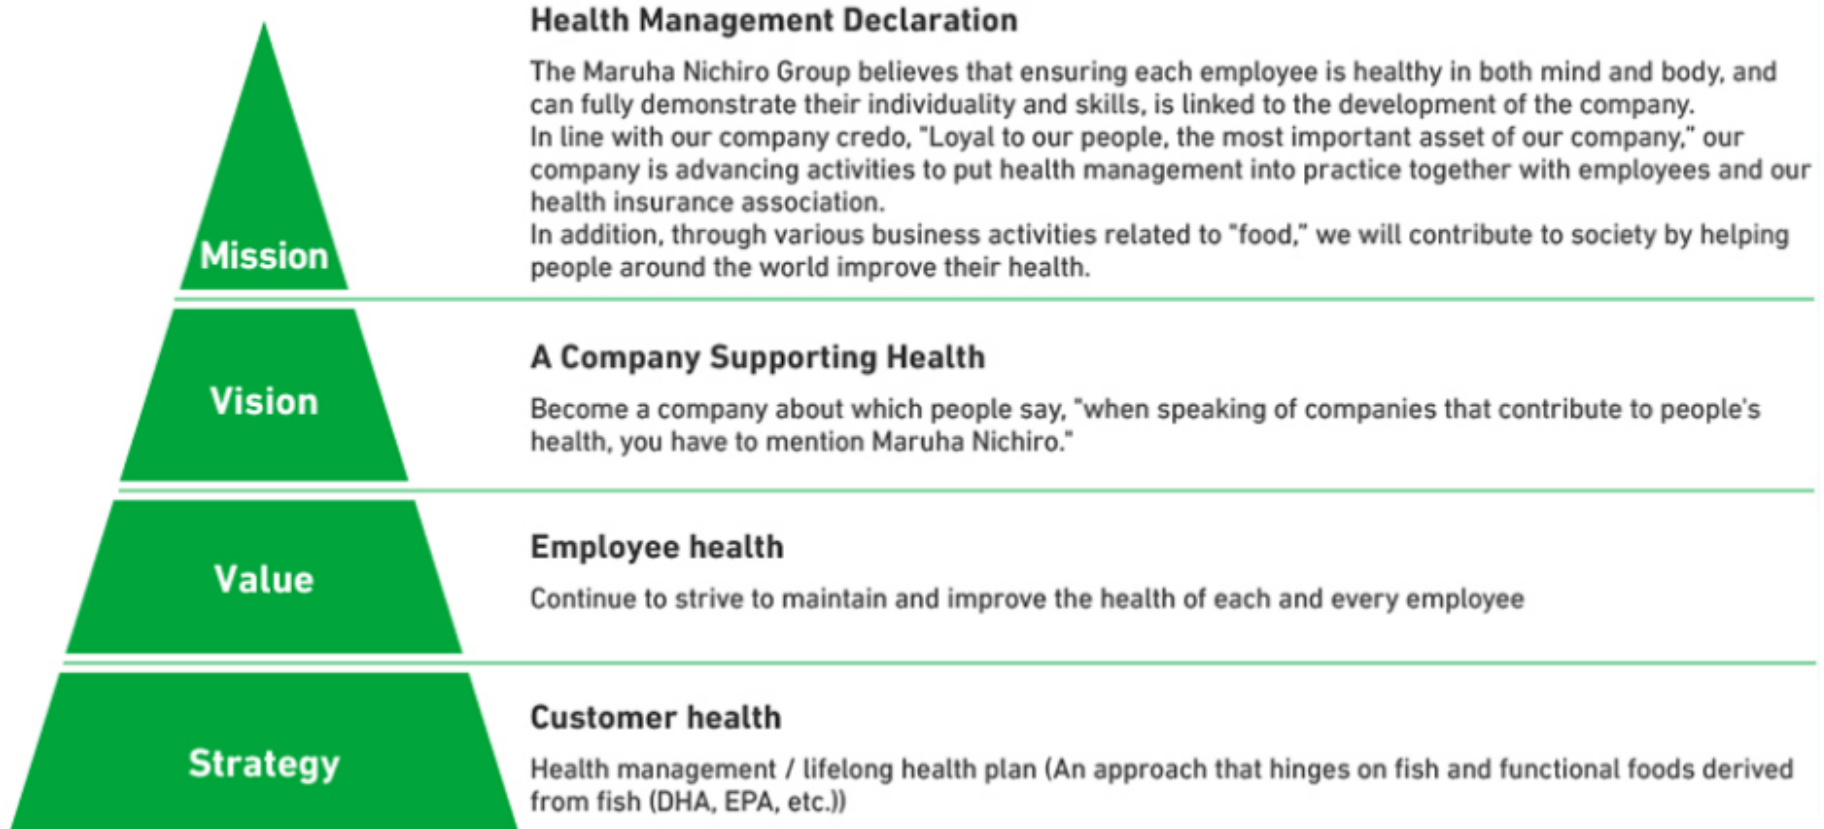 Health Management Declaration
The Maruha Nichiro Group believes that ensuring each employee is healthy in both mind and body, and
can fully demonstrate their individuality and skills, is linked to the development of the company.
In line with our company credo, "Loyal to our people, the most important asset of our company," our
company is advancing activities to put health management into practice together with employees and our
health insurance association.
In addition, through various business activities related to "food," we will contribute to society by helping
people around the world improve their health.
Mission
A Company Supporting Health
Become a company about which people say, "when speaking of companies that contribute to people's
health, you have to mention Maruha Nichiro."
Vision
Employee health
Continue to strive to maintain and improve the health of each and every employee
Value
Customer health
Health management / lifelong health plan (An approach that hinges on fish and functional foods derived
from fish (DHA, EPA, etc.))
Strategy